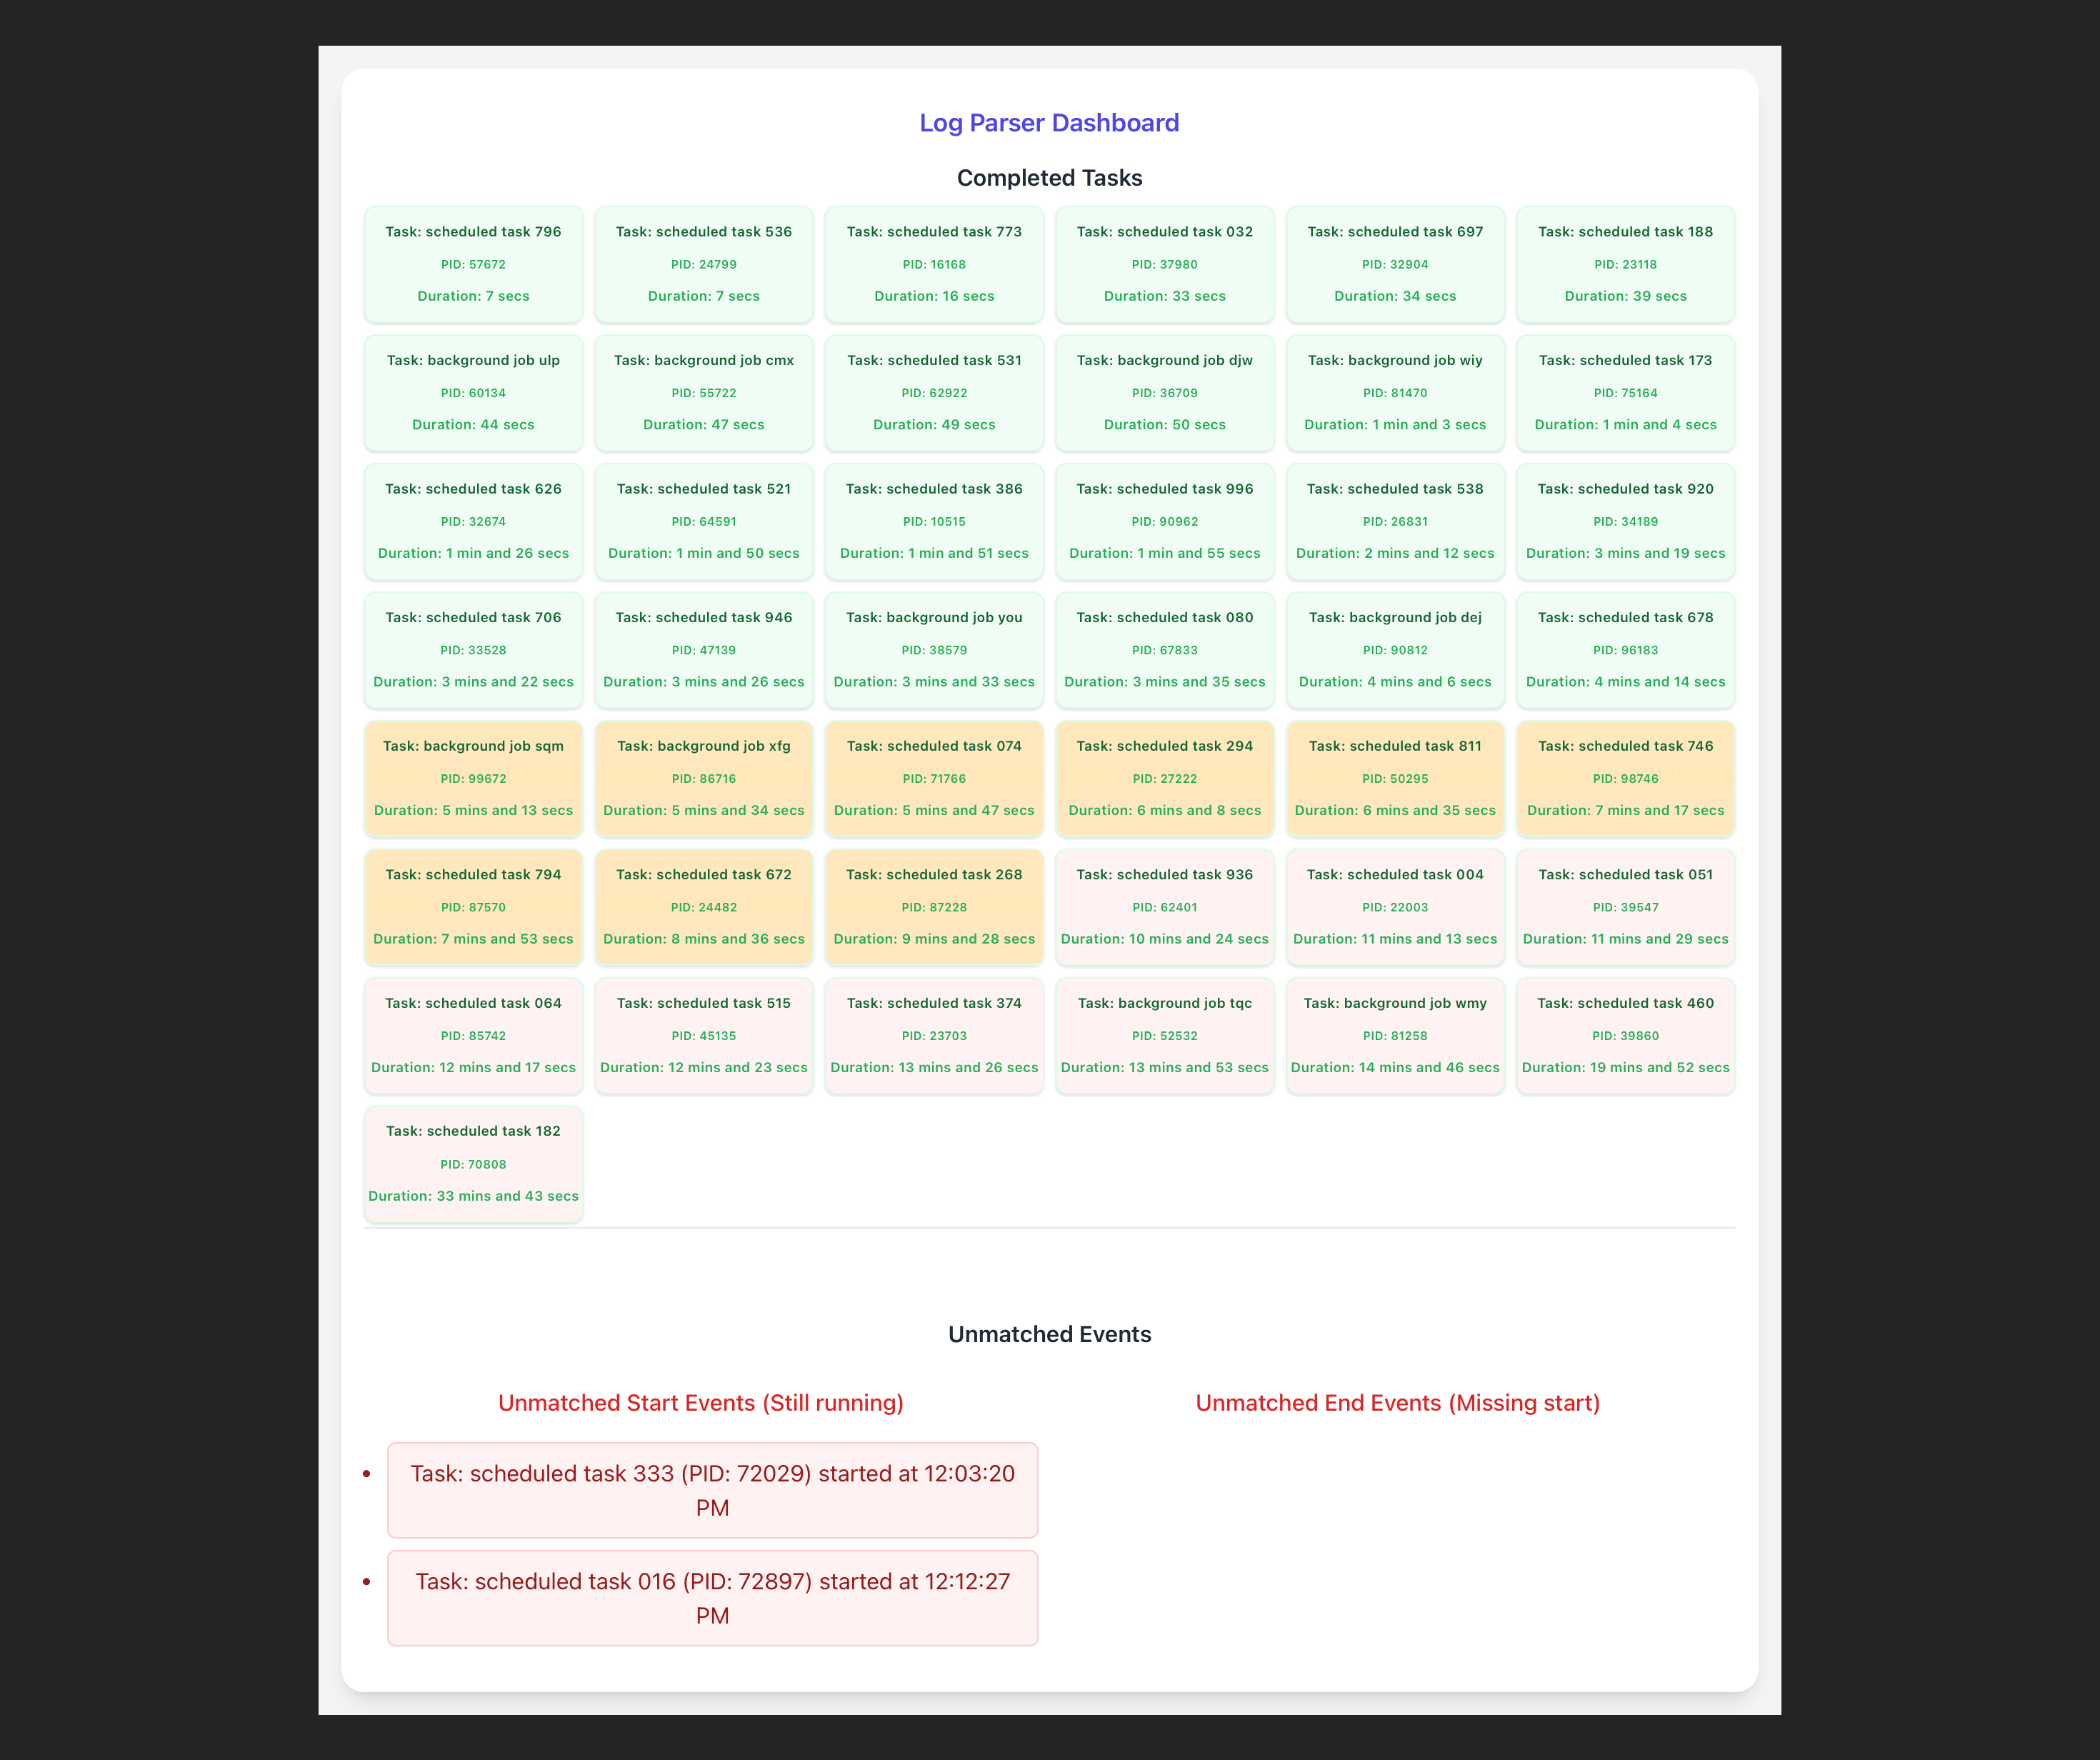 Log Parser Dashboard
Completed Tasks
Task: scheduled task 796
PID: 57672
Duration: 7 secs
Task: scheduled task 536
PID: 24799
Duration: 7 secs
Task: scheduled task 773
PID: 16168
Duration: 16 secs
Task: scheduled task 032
PID: 37980
Duration: 33 secs
Task: scheduled task 697
PID: 32904
Duration: 34 secs
Task: scheduled task 188
PID: 23118
Duration: 39 secs
Task: background job ulp
PID: 60134
Duration: 44 secs
Task: background job cmx
PID: 55722
Duration: 47 secs
Task: scheduled task 531
PID: 62922
Duration: 49 secs
Task: background job djw
PID: 36709
Duration: 50 secs
Task: background job wiy
PID: 81470
Duration: 1 min and 3 secs
Task: scheduled task 173
PID: 75164
Duration: 1 min and 4 secs
Task: scheduled task 626
PID: 32674
Duration: 1 min and 26 secs
Task: scheduled task 521
PID: 64591
Duration: 1 min and 50 secs
Task: scheduled task 386
PID: 10515
Duration: 1 min and 51 secs
Task: scheduled task 996
PID: 90962
Duration: 1 min and 55 secs
Task: scheduled task 538
PID: 26831
Duration: 2 mins and 12 secs
Task: scheduled task 920
PID: 34189
Duration: 3 mins and 19 secs
Task: scheduled task 706
PID: 33528
Duration: 3 mins and 22 secs
Task: scheduled task 946
PID: 47139
Duration: 3 mins and 26 secs
Task: background job you
PID: 38579
Duration: 3 mins and 33 secs
Task: scheduled task 080
PID: 67833
Duration: 3 mins and 35 secs
Task: background job dej
PID: 90812
Duration: 4 mins and 6 secs
Task: scheduled task 678
PID: 96183
Duration: 4 mins and 14 secs
Task: background job sqm
PID: 99672
Duration: 5 mins and 13 secs
Task: background job xfg
PID: 86716
Duration: 5 mins and 34 secs
Task: scheduled task 074
PID: 71766
Duration: 5 mins and 47 secs
Task: scheduled task 294
PID: 27222
Duration: 6 mins and 8 secs
Task: scheduled task 811
PID: 50295
Duration: 6 mins and 35 secs
Task: scheduled task 746
PID: 98746
Duration: 7 mins and 17 secs
Task: scheduled task 794
PID: 87570
Duration: 7 mins and 53 secs
Task: scheduled task 672
PID: 24482
Duration: 8 mins and 36 secs
Task: scheduled task 268
PID: 87228
Duration: 9 mins and 28 secs
Task: scheduled task 936
PID: 62401
Duration: 10 mins and 24 secs
Task: scheduled task 004
PID: 22003
Duration: 11 mins and 13 secs
Task: scheduled task 051
PID: 39547
Duration: 11 mins and 29 secs
Task: scheduled task 064
PID: 85742
Duration: 12 mins and 17 secs
Task: scheduled task 515
PID: 45135
Duration: 12 mins and 23 secs
Task: scheduled task 374
PID: 23703
Duration: 13 mins and 26 secs
Task: background job tqc
PID: 52532
Duration: 13 mins and 53 secs
Task: background job wmy
PID: 81258
Duration: 14 mins and 46 secs
Task: scheduled task 460
PID: 39860
Duration: 19 mins and 52 secs
Task: scheduled task 182
PID: 70808
Duration: 33 mins and 43 secs
Unmatched Events
Unmatched Start Events (Still running)
• Task: scheduled task 333 (PID: 72029) started at 12:03:20
PM
• Task: scheduled task 016 (PID: 72897) started at 12:12:27
PM
Unmatched End Events (Missing start)